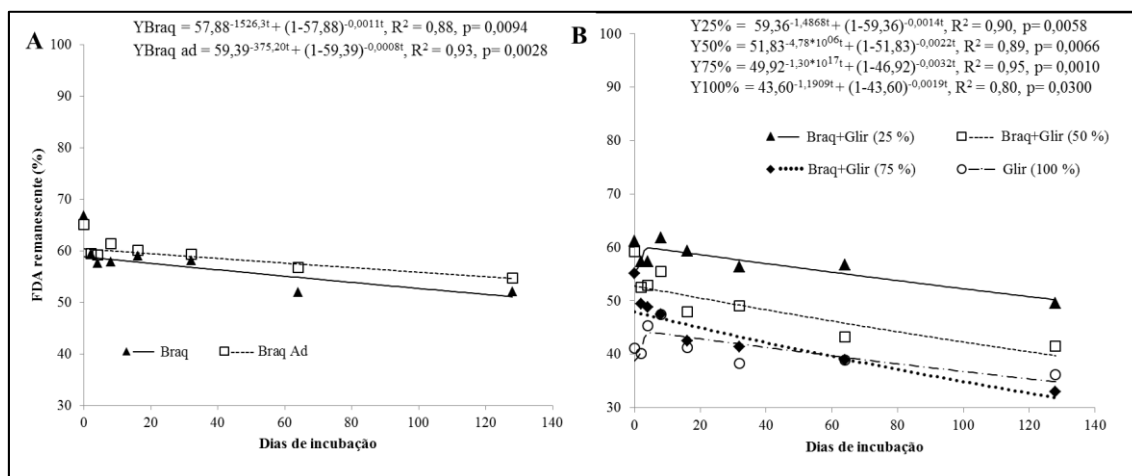 A
YBraq = 57,88^-1526,3t + (1-57,88)^-0,0011t, R² = 0,88, p= 0,0094
YBraq ad = 59,39^-375,20t + (1-59,39)^-0,0008t, R² = 0,93, p= 0,0028
100
90
80
70
60
50
40
30
FDA remanescente (%)
Braq
Braq Ad
0 20 40 60 80 100 120 140
Dias de incubação
B
Y25% = 59,36^-1,4868t + (1-59,36)^-0,0014t, R² = 0,90, p= 0,0058
Y50% = 51,83^-4,78*10^06t + (1-51,83)^-0,0022t, R² = 0,89, p= 0,0066
Y75% = 49,92^-1,30*10^17t + (1-46,92)^-0,0032t, R² = 0,95, p= 0,0010
Y100% = 43,60^-1,1909t + (1-43,60)^-0,0019t, R² = 0,80, p= 0,0300
100
90
80
70
60
50
40
30
Braq+Glir (25 %) Braq+Glir (50 %)
Braq+Glir (75 %) Glir (100 %)
0 20 40 60 80 100 120 140
Dias de incubação